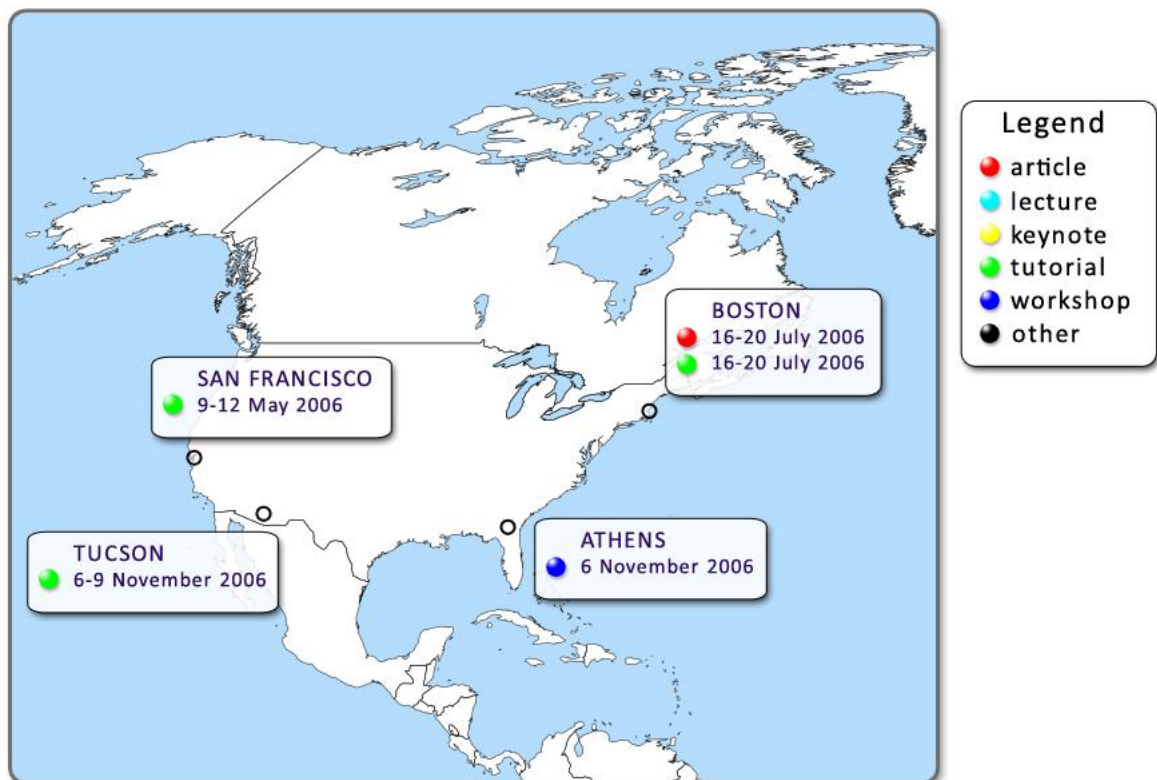 SAN FRANCISCO
9-12 May 2006
BOSTON
16-20 July 2006
16-20 July 2006
TUCSON
6-9 November 2006
ATHENS
6 November 2006
Legend
article
lecture
keynote
tutorial
workshop
other